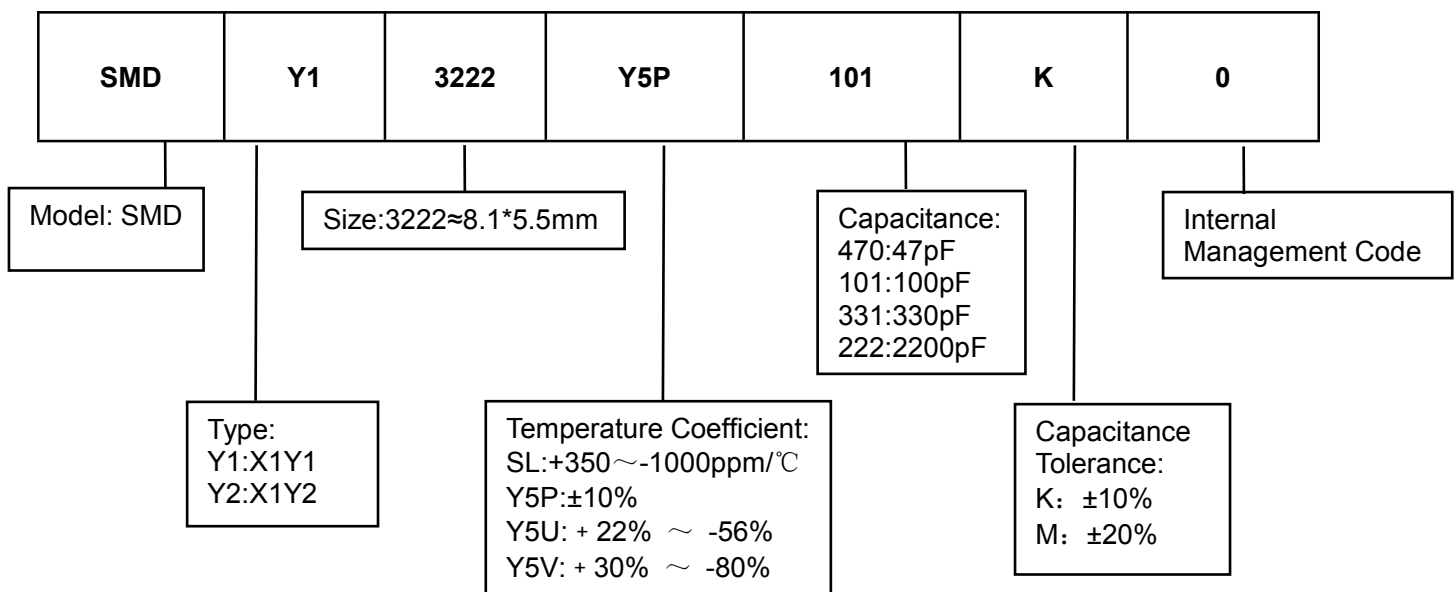 SMD Y1 3222 Y5P 101 K 0
Model: SMD
Size:3222≈8.1*5.5mm
Capacitance:
470:47pF
101:100pF
331:330pF
222:2200pF
Internal
Management Code
Type:
Y1:X1Y1
Y2:X1Y2
Temperature Coefficient:
SL:+350～-1000ppm/℃
Y5P:±10%
Y5U: + 22% ～ -56%
Y5V: + 30% ～ -80%
Capacitance
Tolerance:
K：±10%
M：±20%